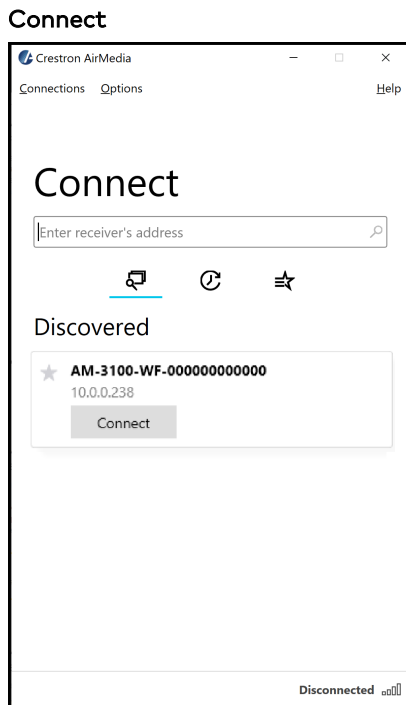 Connect
Crestron AirMedia
Connections Options Help
Connect
Enter receiver's address
Discovered
AM-3100-WF-000000000000
10.0.0.238
Connect
Disconnected